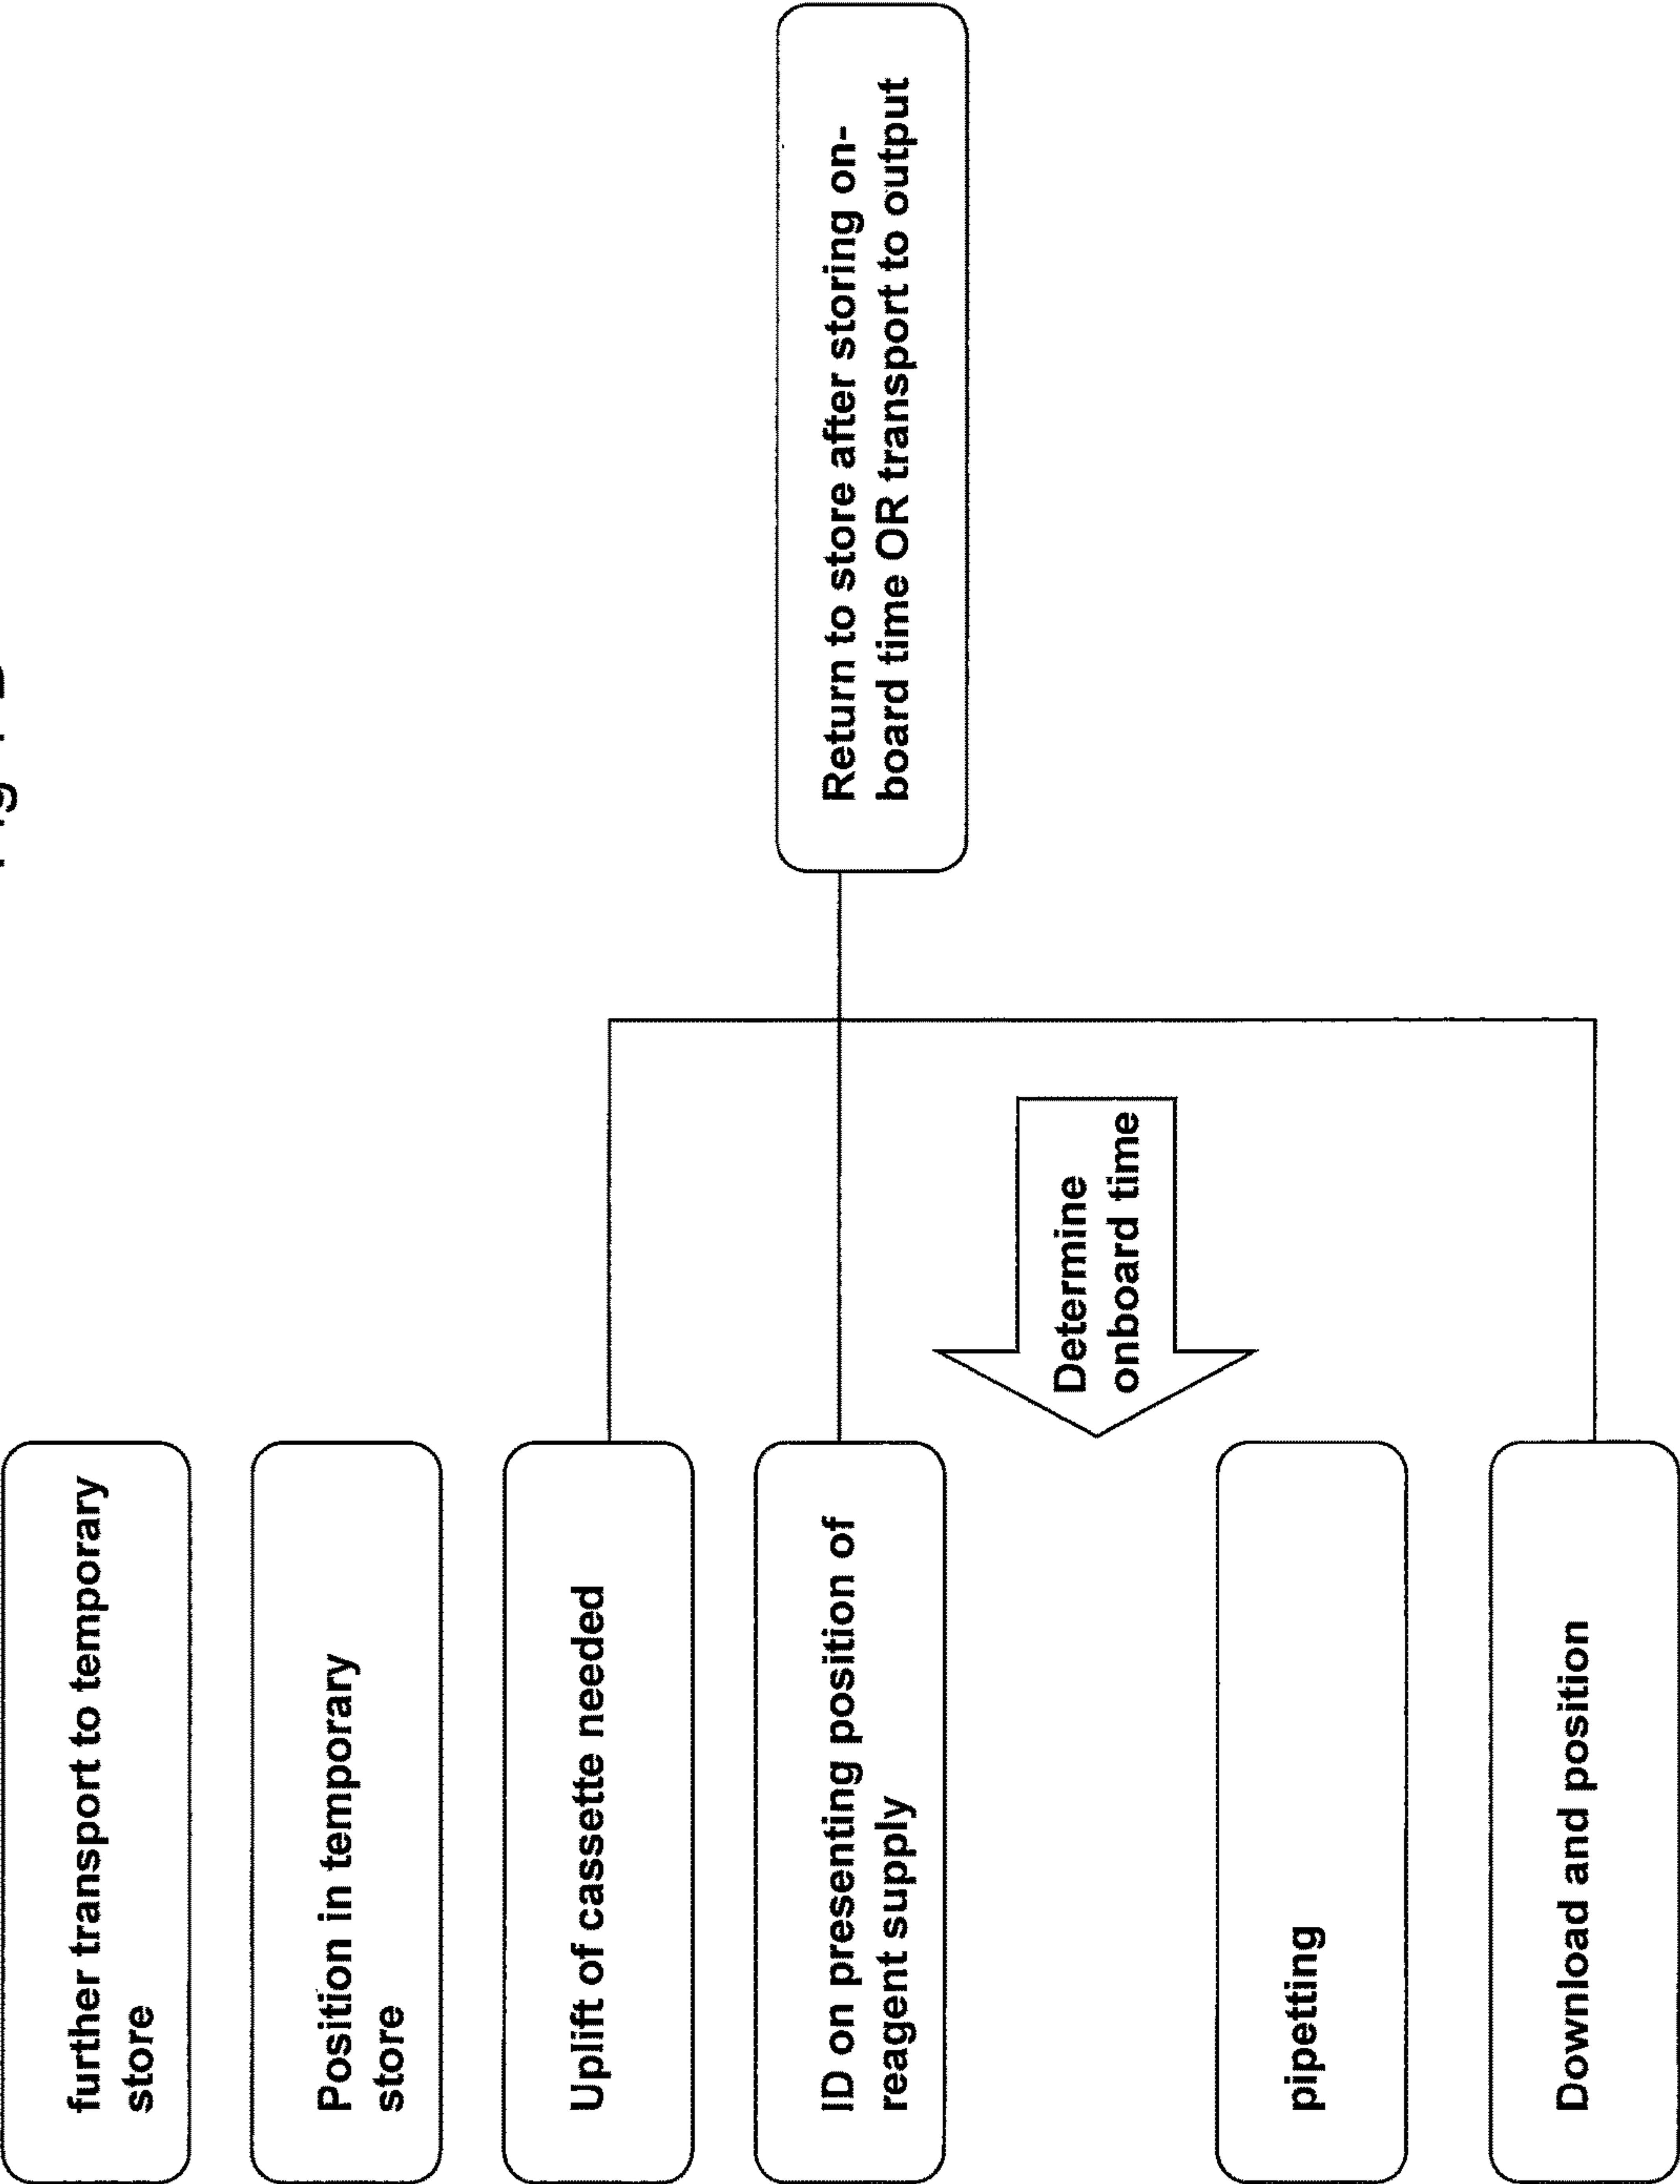 further transport to temporary
store
Position in temporary
store
Uplift of cassette needed
ID on presenting position of
reagent supply
Determine
onboard time
pipetting
Download and position
Return to store after storing on-
board time OR transport to output